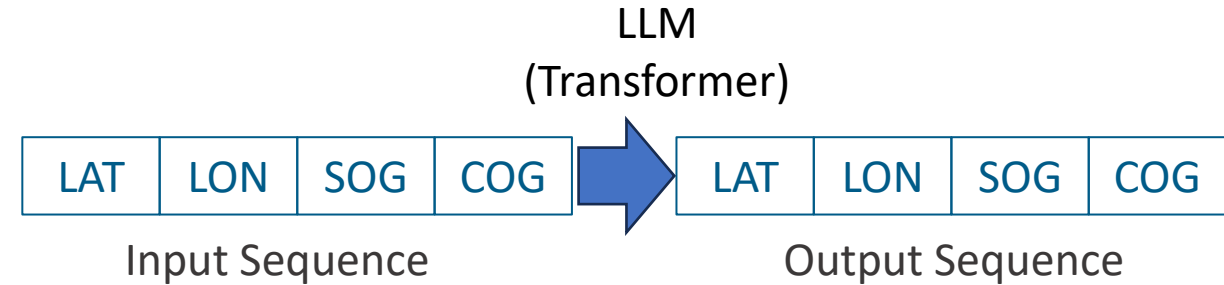 LLM
(Transformer)
LAT LON SOG COG LAT LON SOG COG
Input Sequence Output Sequence